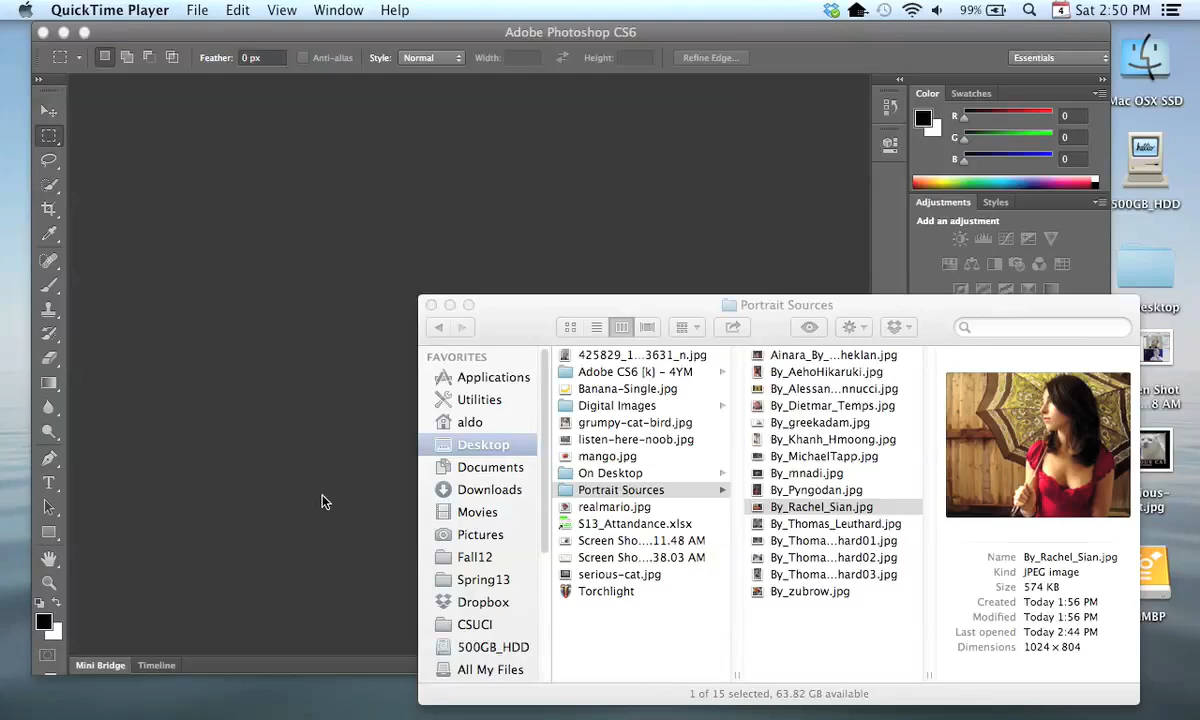 QuickTime Player File Edit View Window Help 99% 4 Sat 2:50 PM
Adobe Photoshop CS6
Feather: 0 px Anti-alias Style: Normal Width: Height: Refine Edge... Essentials
Color Swatches
R 0
G 0
B 0
Adjustments Styles
Add an adjustment
Mac OSX SSD
hello
500GB_HDD
Portrait Sources
FAVORITES
Applications
Utilities
aldo
Desktop
Documents
Downloads
Movies
Pictures
Fall12
Spring13
Dropbox
CSUCI
500GB_HDD
All My Files
425829_1...3631_n.jpg
Adobe CS6 [k] - 4YM
Banana-Single.jpg
Digital Images
grumpy-cat-bird.jpg
listen-here-noob.jpg
mango.jpg
On Desktop
Portrait Sources
realmario.jpg
S13_Attandance.xlsx
Screen Sho....11.48 AM
Screen Sho....38.03 AM
serious-cat.jpg
Torchlight
Ainara_By_...heklan.jpg
By_AehoHikaruki.jpg
By_Alessan...nnucci.jpg
By_Dietmar_Temps.jpg
By_greekadam.jpg
By_Khanh_Hmoong.jpg
By_MichaelTapp.jpg
By_mnadi.jpg
By_Pyngodan.jpg
By_Rachel_Sian.jpg
By_Thomas_Leuthard.jpg
By_Thoma...hard01.jpg
By_Thoma...hard02.jpg
By_Thoma...hard03.jpg
By_zubrow.jpg
Name By_Rachel_Sian.jpg
Kind JPEG image
Size 574 KB
Created Today 1:56 PM
Modified Today 1:56 PM
Last opened Today 2:44 PM
Dimensions 1024 × 804
1 of 15 selected, 63.82 GB available
Mini Bridge Timeline
esktop
en Shot
...8 AM
ious-
t.jpg
MBP